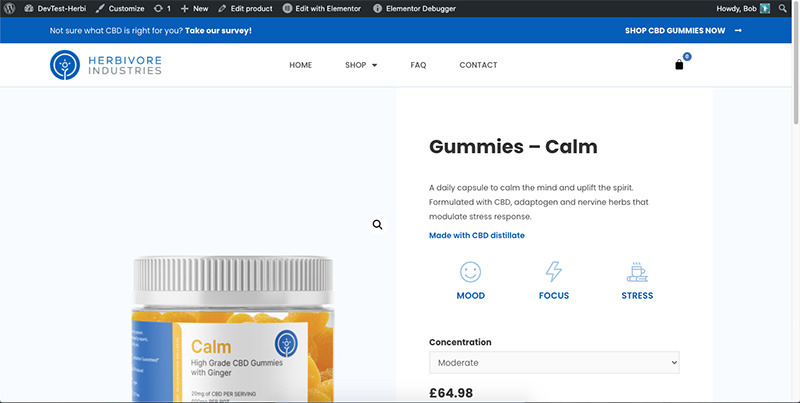 DevTest-Herbi Customize 1 New Edit product Edit with Elementor Elementor Debugger Howdy, Bob
Not sure what CBD is right for you? Take our survey! SHOP CBD GUMMIES NOW →
HERBIVORE
INDUSTRIES
HOME SHOP FAQ CONTACT 0
Gummies – Calm
A daily capsule to calm the mind and uplift the spirit.
Formulated with CBD, adaptogen and nervine herbs that
modulate stress response.
Made with CBD distillate
MOOD FOCUS STRESS
Concentration
Moderate
£64.98
Calm
High Grade CBD Gummies
with Ginger
20mg of CBD PER SERVING